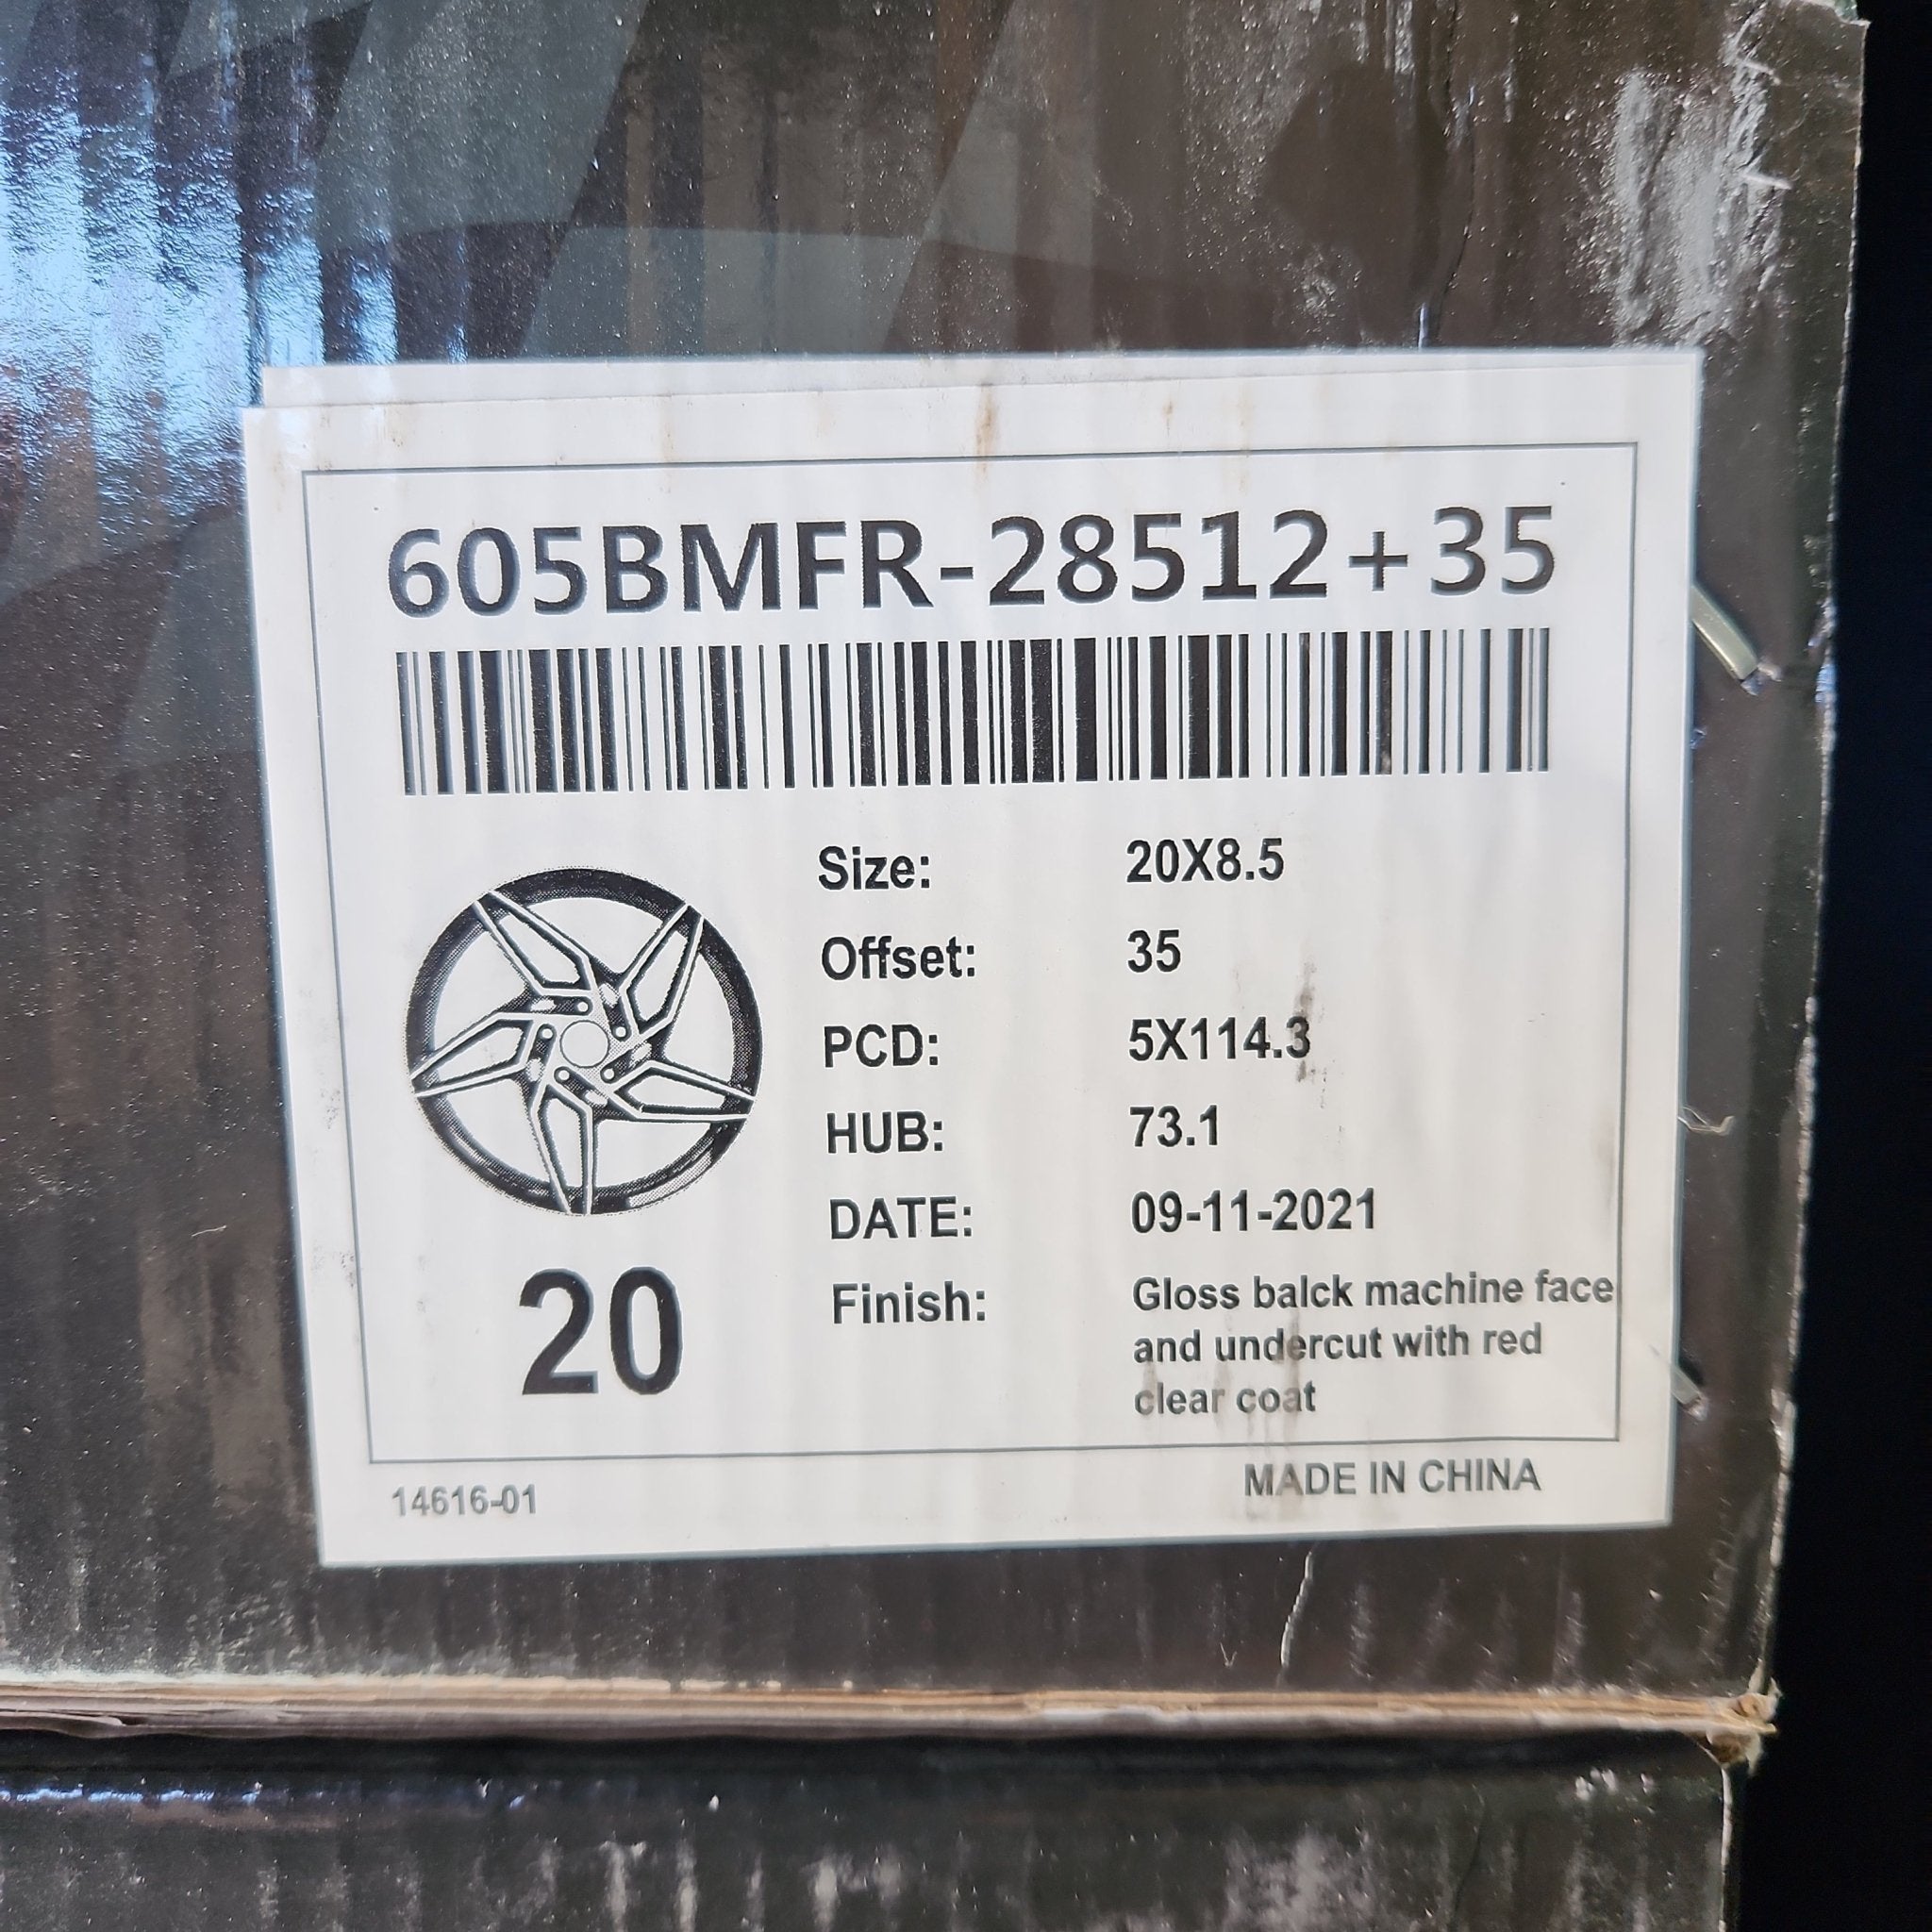 605BMFR-28512+35
Size: 20X8.5
Offset: 35
PCD: 5X114.3
HUB: 73.1
DATE: 09-11-2021
Finish: Gloss balck machine face
and undercut with red
clear coat
20
14616-01
MADE IN CHINA